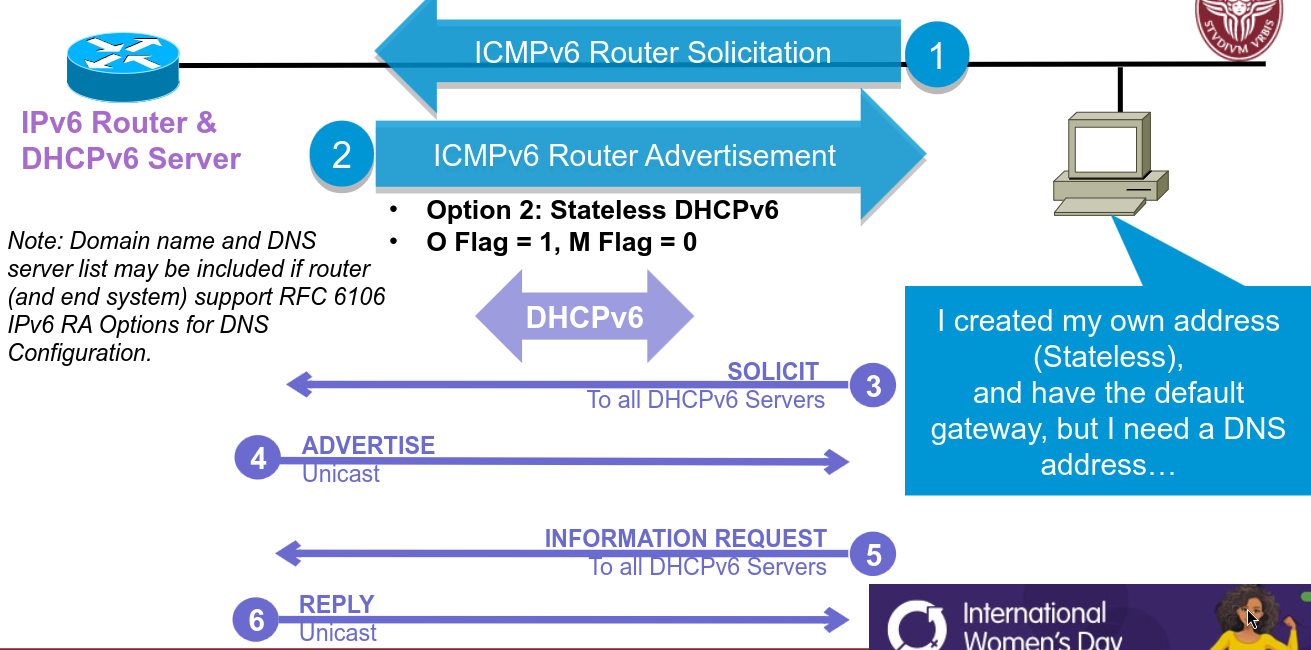 STVDIVM VRBIS
ICMPv6 Router Solicitation
1
IPv6 Router &
DHCPv6 Server
2
ICMPv6 Router Advertisement
• Option 2: Stateless DHCPv6
• O Flag = 1, M Flag = 0
Note: Domain name and DNS
server list may be included if router
(and end system) support RFC 6106
IPv6 RA Options for DNS
Configuration.
DHCPv6
I created my own address
(Stateless),
and have the default
gateway, but I need a DNS
address…
SOLICIT
3
To all DHCPv6 Servers
4
ADVERTISE
Unicast
INFORMATION REQUEST
5
To all DHCPv6 Servers
6
REPLY
Unicast
International
Women's Day